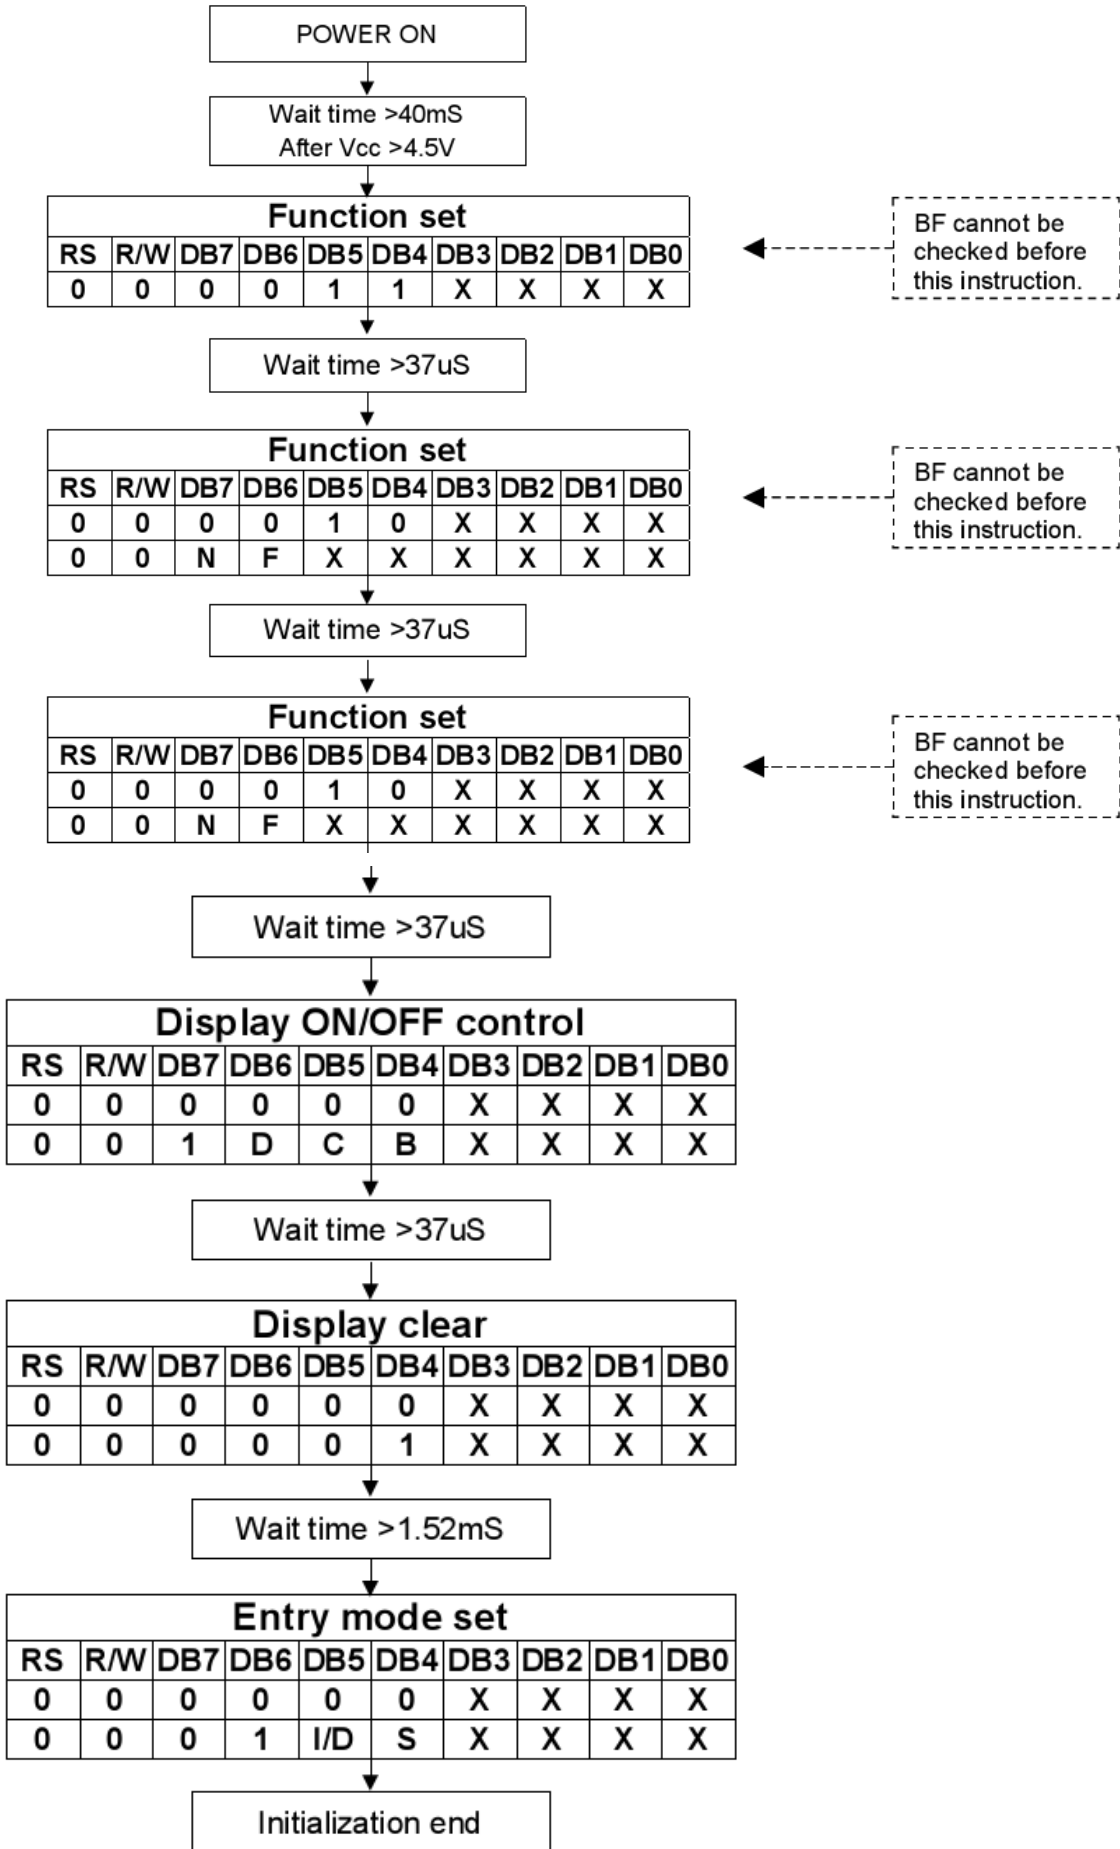 POWER ON
Wait time >40mS
After Vcc >4.5V
Function set
RS R/W DB7 DB6 DB5 DB4 DB3 DB2 DB1 DB0
0 0 0 0 1 1 X X X X
BF cannot be
checked before
this instruction.
Wait time >37uS
Function set
RS R/W DB7 DB6 DB5 DB4 DB3 DB2 DB1 DB0
0 0 0 0 1 0 X X X X
0 0 N F X X X X X X
BF cannot be
checked before
this instruction.
Wait time >37uS
Function set
RS R/W DB7 DB6 DB5 DB4 DB3 DB2 DB1 DB0
0 0 0 0 1 0 X X X X
0 0 N F X X X X X X
BF cannot be
checked before
this instruction.
Wait time >37uS
Display ON/OFF control
RS R/W DB7 DB6 DB5 DB4 DB3 DB2 DB1 DB0
0 0 0 0 0 0 X X X X
0 0 1 D C B X X X X
Wait time >37uS
Display clear
RS R/W DB7 DB6 DB5 DB4 DB3 DB2 DB1 DB0
0 0 0 0 0 0 X X X X
0 0 0 0 0 1 X X X X
Wait time >1.52mS
Entry mode set
RS R/W DB7 DB6 DB5 DB4 DB3 DB2 DB1 DB0
0 0 0 0 0 0 X X X X
0 0 0 1 I/D S X X X X
Initialization end